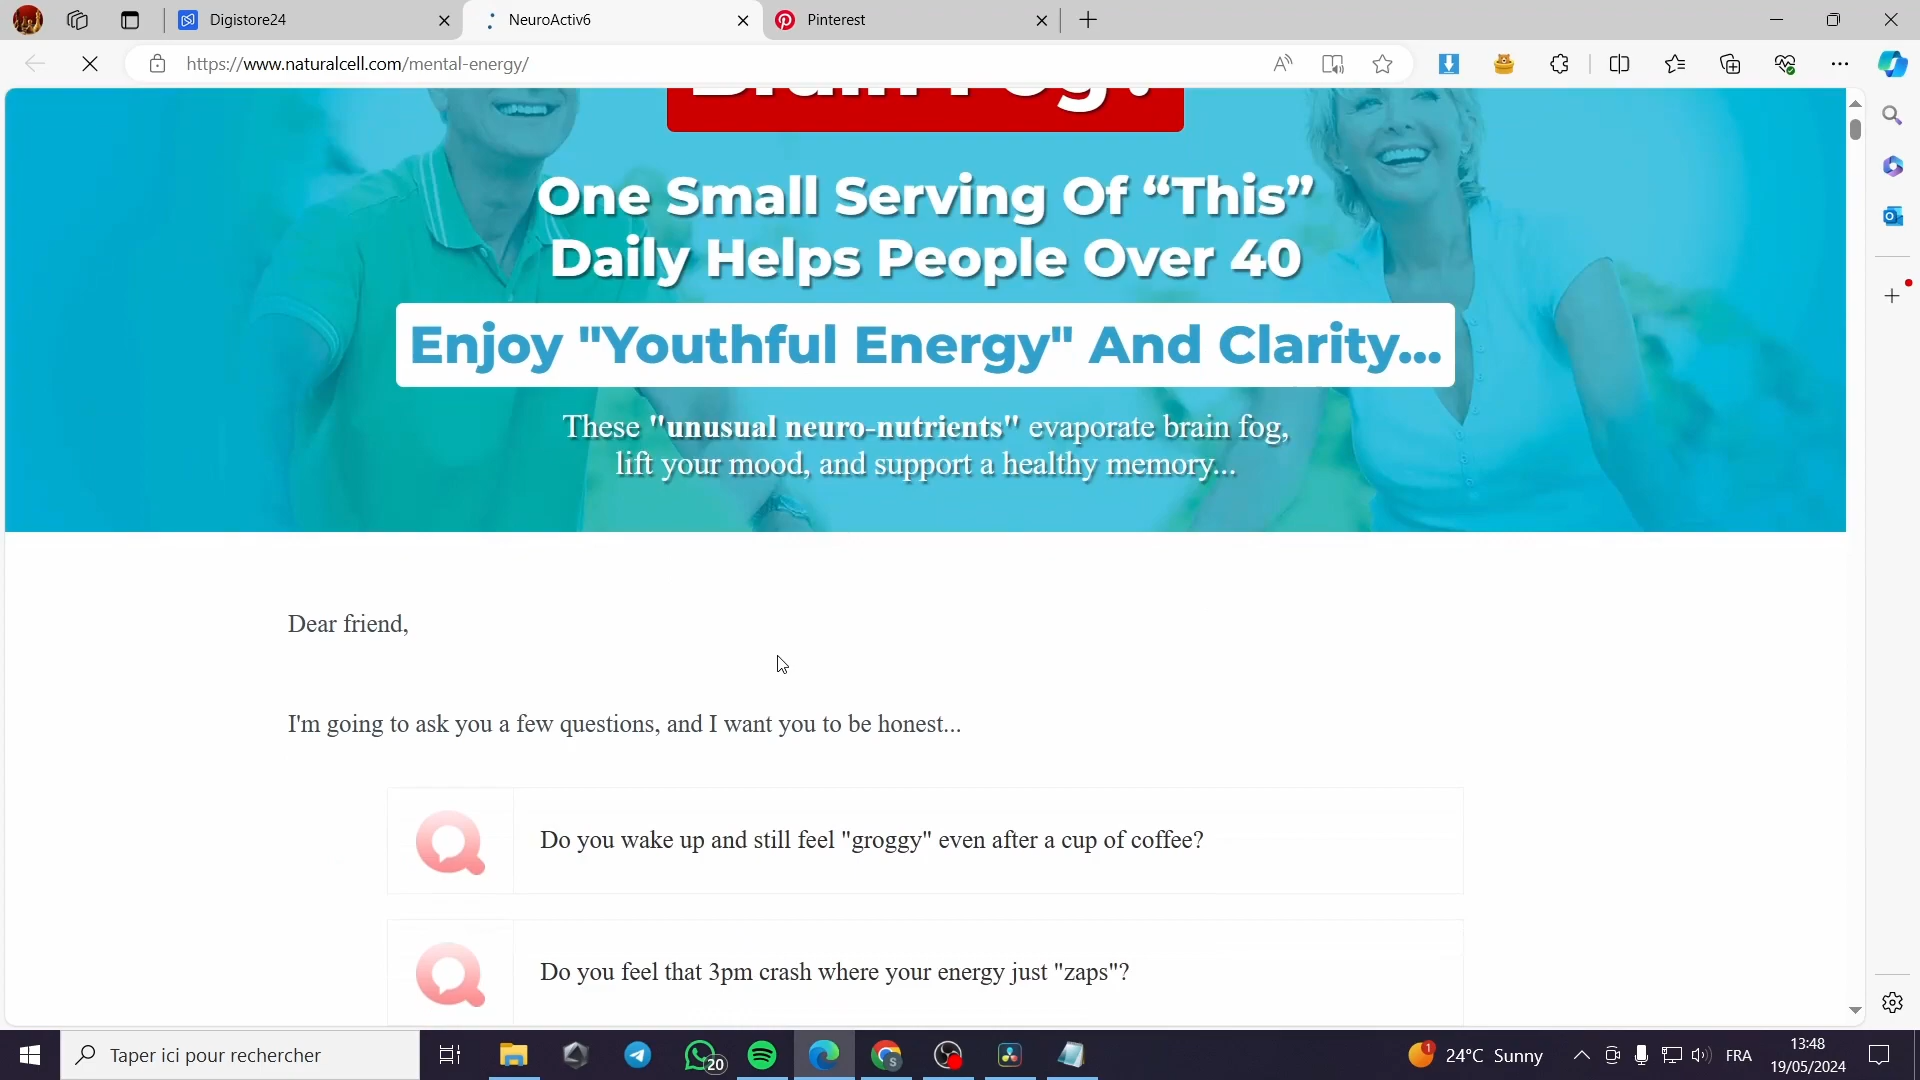 Digistore24
NeuroActiv6
Pinterest
https://www.naturalcell.com/mental-energy/
Brain Fog?
One Small Serving Of “This”
Daily Helps People Over 40
Enjoy "Youthful Energy" And Clarity...
These "unusual neuro-nutrients" evaporate brain fog,
lift your mood, and support a healthy memory...
Dear friend,
I'm going to ask you a few questions, and I want you to be honest...
Do you wake up and still feel "groggy" even after a cup of coffee?
Do you feel that 3pm crash where your energy just "zaps"?
Taper ici pour rechercher
20
S
1
24°C Sunny
FRA
13:48
19/05/2024